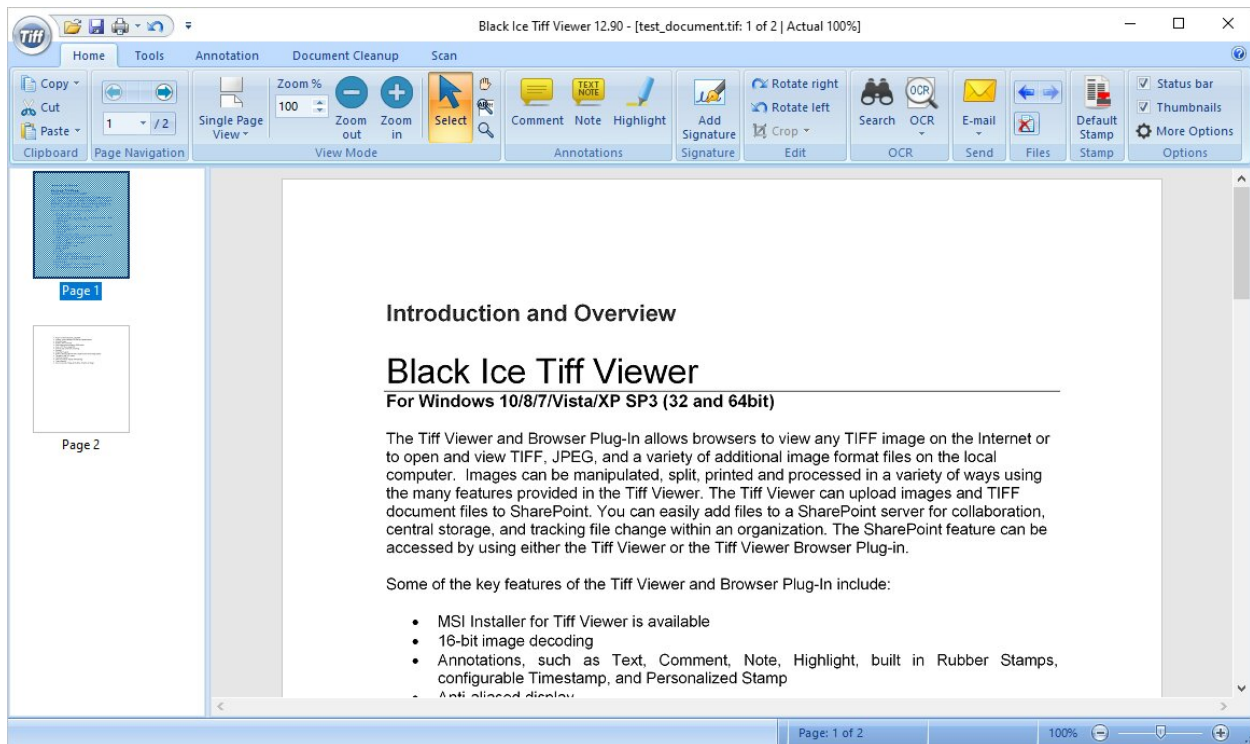 Tiff
Black Ice Tiff Viewer 12.90 - [test_document.tif: 1 of 2 | Actual 100%]
Home Tools Annotation Document Cleanup Scan
Copy
Cut
Paste
Clipboard
1 / 2
Page Navigation
Single Page
View
Zoom %
100
Zoom
out
Zoom
in
Select
ABC
View Mode
Comment
TEXT
NOTE
Note
Highlight
Annotations
Add
Signature
Signature
Rotate right
Rotate left
Crop
Edit
Search
OCR
OCR
OCR
E-mail
Send
Files
Default
Stamp
Stamp
Status bar
Thumbnails
More Options
Options
Page 1
Page 2
Introduction and Overview
Black Ice Tiff Viewer
For Windows 10/8/7/Vista/XP SP3 (32 and 64bit)
The Tiff Viewer and Browser Plug-In allows browsers to view any TIFF image on the Internet or
to open and view TIFF, JPEG, and a variety of additional image format files on the local
computer. Images can be manipulated, split, printed and processed in a variety of ways using
the many features provided in the Tiff Viewer. The Tiff Viewer can upload images and TIFF
document files to SharePoint. You can easily add files to a SharePoint server for collaboration,
central storage, and tracking file change within an organization. The SharePoint feature can be
accessed by using either the Tiff Viewer or the Tiff Viewer Browser Plug-in.
Some of the key features of the Tiff Viewer and Browser Plug-In include:
• MSI Installer for Tiff Viewer is available
• 16-bit image decoding
• Annotations, such as Text, Comment, Note, Highlight, built in Rubber Stamps,
configurable Timestamp, and Personalized Stamp
• Anti-aliased display
Page: 1 of 2
100%